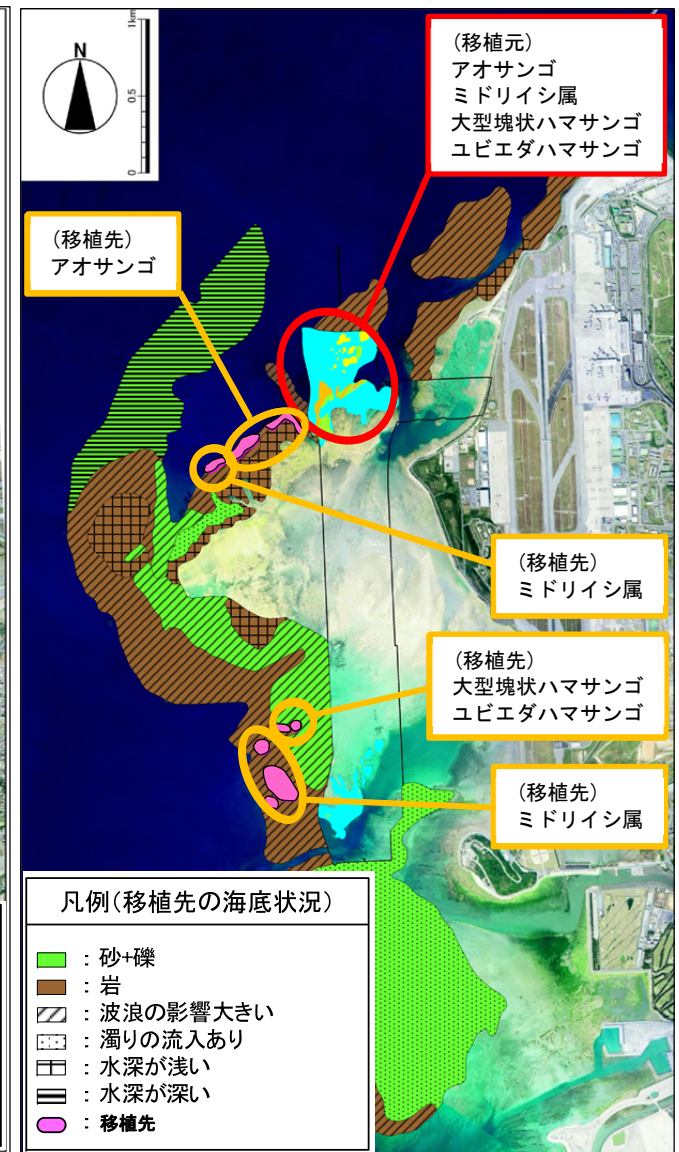 N
1km
0.5
0
(移植元)
アオサンゴ
ミドリイシ属
大型塊状ハマサンゴ
ユビエダハマサンゴ
(移植先)
アオサンゴ
(移植先)
ミドリイシ属
(移植先)
大型塊状ハマサンゴ
ユビエダハマサンゴ
(移植先)
ミドリイシ属
凡例(移植先の海底状況)
:砂+礫
:岩
:波浪の影響大きい
:濁りの流入あり
:水深が浅い
:水深が深い
:移植先